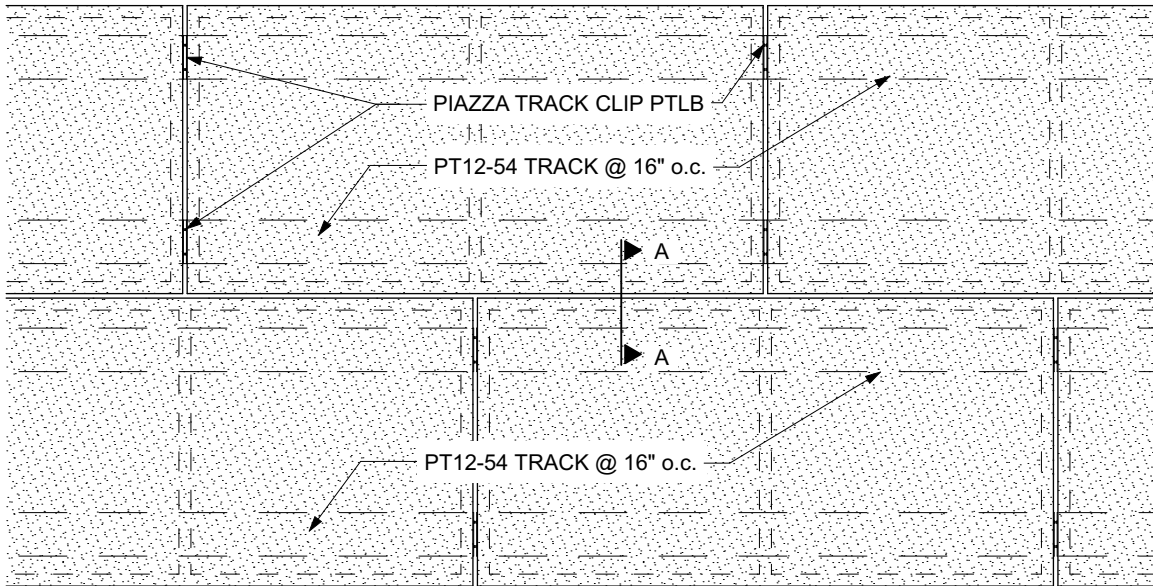 PIAZZA TRACK CLIP PTLB
PT12-54 TRACK @ 16" o.c.
A
A
PT12-54 TRACK @ 16" o.c.